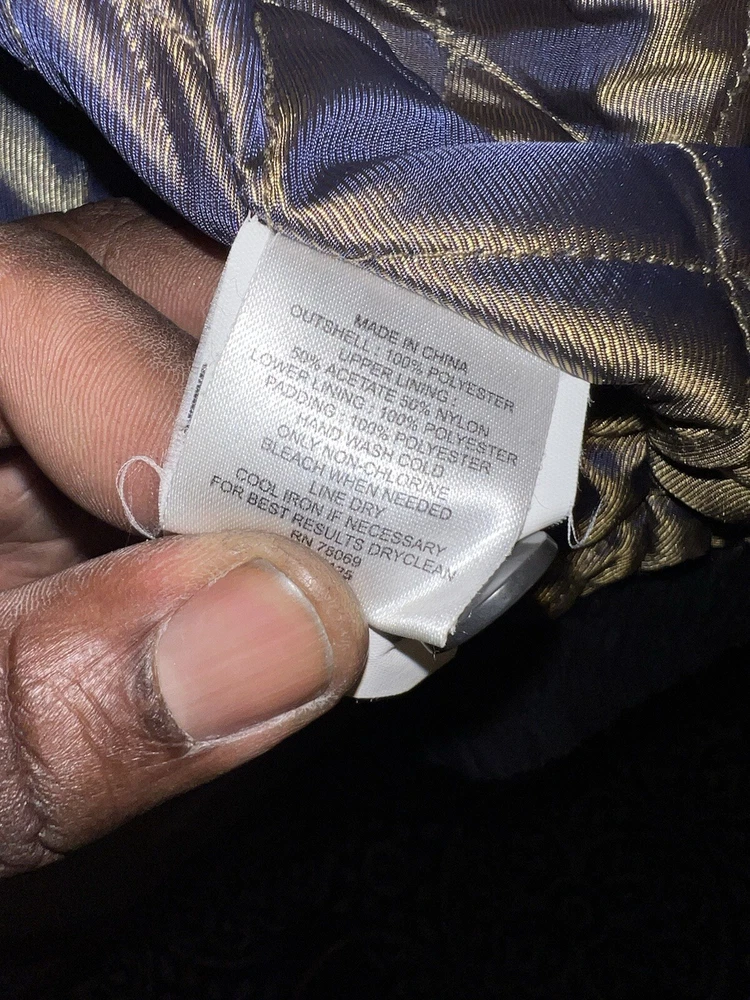 MADE IN CHINA
OUTSHELL : 100% POLYESTER
UPPER LINING :
50% ACETATE 50% NYLON
LOWER LINING : 100% POLYESTER
PADDING : 100% POLYESTER
HAND WASH COLD
ONLY NON-CHLORINE
BLEACH WHEN NEEDED
LINE DRY
COOL IRON IF NECESSARY
FOR BEST RESULTS DRYCLEAN
RN 76069